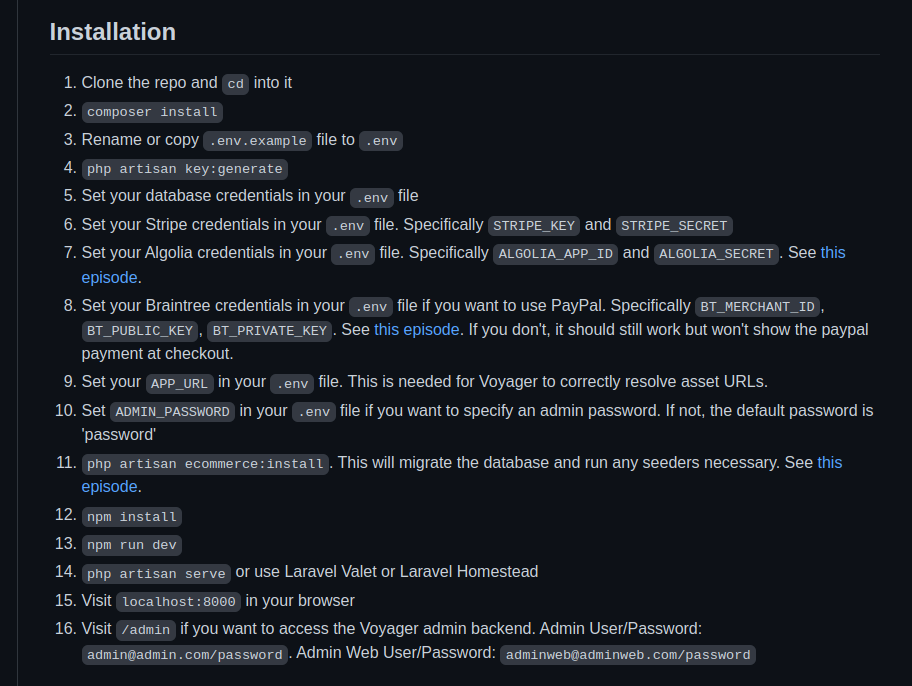 Installation
1. Clone the repo and cd into it
2. composer install
3. Rename or copy .env.example file to .env
4. php artisan key:generate
5. Set your database credentials in your .env file
6. Set your Stripe credentials in your .env file. Specifically STRIPE_KEY and STRIPE_SECRET
7. Set your Algolia credentials in your .env file. Specifically ALGOLIA_APP_ID and ALGOLIA_SECRET. See this
episode.
8. Set your Braintree credentials in your .env file if you want to use PayPal. Specifically BT_MERCHANT_ID,
BT_PUBLIC_KEY, BT_PRIVATE_KEY. See this episode. If you don't, it should still work but won't show the paypal
payment at checkout.
9. Set your APP_URL in your .env file. This is needed for Voyager to correctly resolve asset URLs.
10. Set ADMIN_PASSWORD in your .env file if you want to specify an admin password. If not, the default password is
'password'
11. php artisan ecommerce:install. This will migrate the database and run any seeders necessary. See this
episode.
12. npm install
13. npm run dev
14. php artisan serve or use Laravel Valet or Laravel Homestead
15. Visit localhost:8000 in your browser
16. Visit /admin if you want to access the Voyager admin backend. Admin User/Password:
admin@admin.com/password. Admin Web User/Password: adminweb@adminweb.com/password